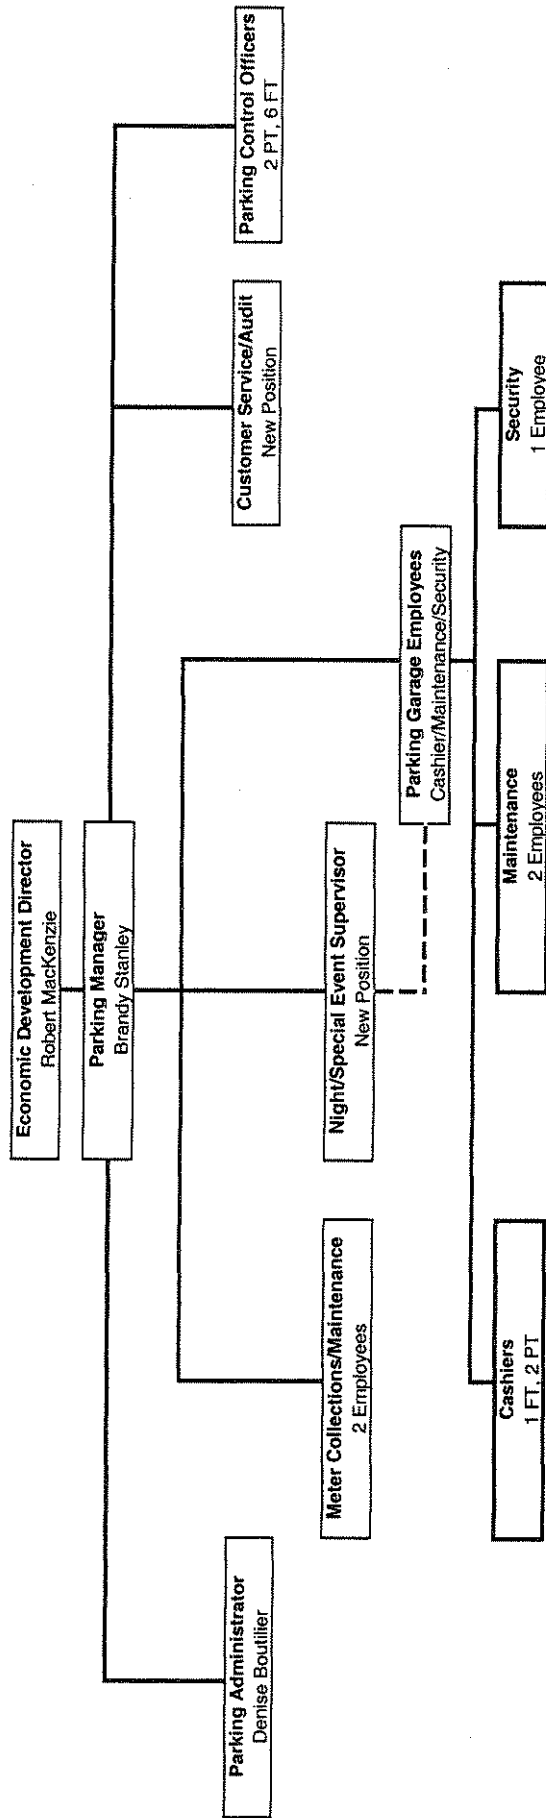 Economic Development Director
Robert MacKenzie
Parking Manager
Brandy Stanley
Parking Administrator
Denise Boutilier
Customer Service/Audit
New Position
Parking Control Officers
2 PT, 6 FT
Meter Collections/Maintenance
2 Employees
Night/Special Event Supervisor
New Position
Parking Garage Employees
Cashier/Maintenance/Security
Cashiers
1 FT, 2 PT
Maintenance
2 Employees
Security
1 Employee